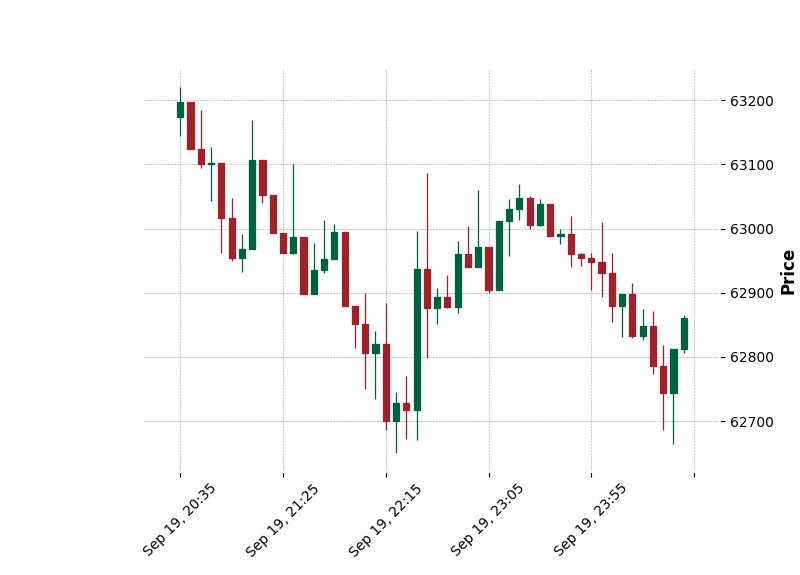 63200
63100
63000
62900
62800
62700
Price
Sep 19, 20:35
Sep 19, 21:25
Sep 19, 22:15
Sep 19, 23:05
Sep 19, 23:55